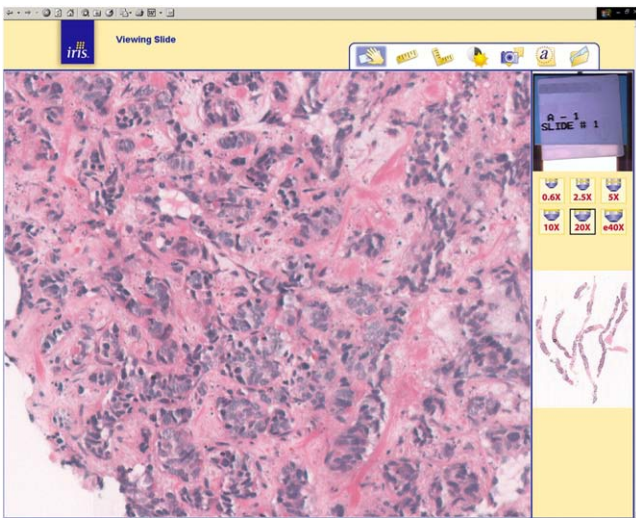 iris.
Viewing Slide
a
A - 1
SLIDE # 1
0.6X 2.5X 5X
10X 20X e40X